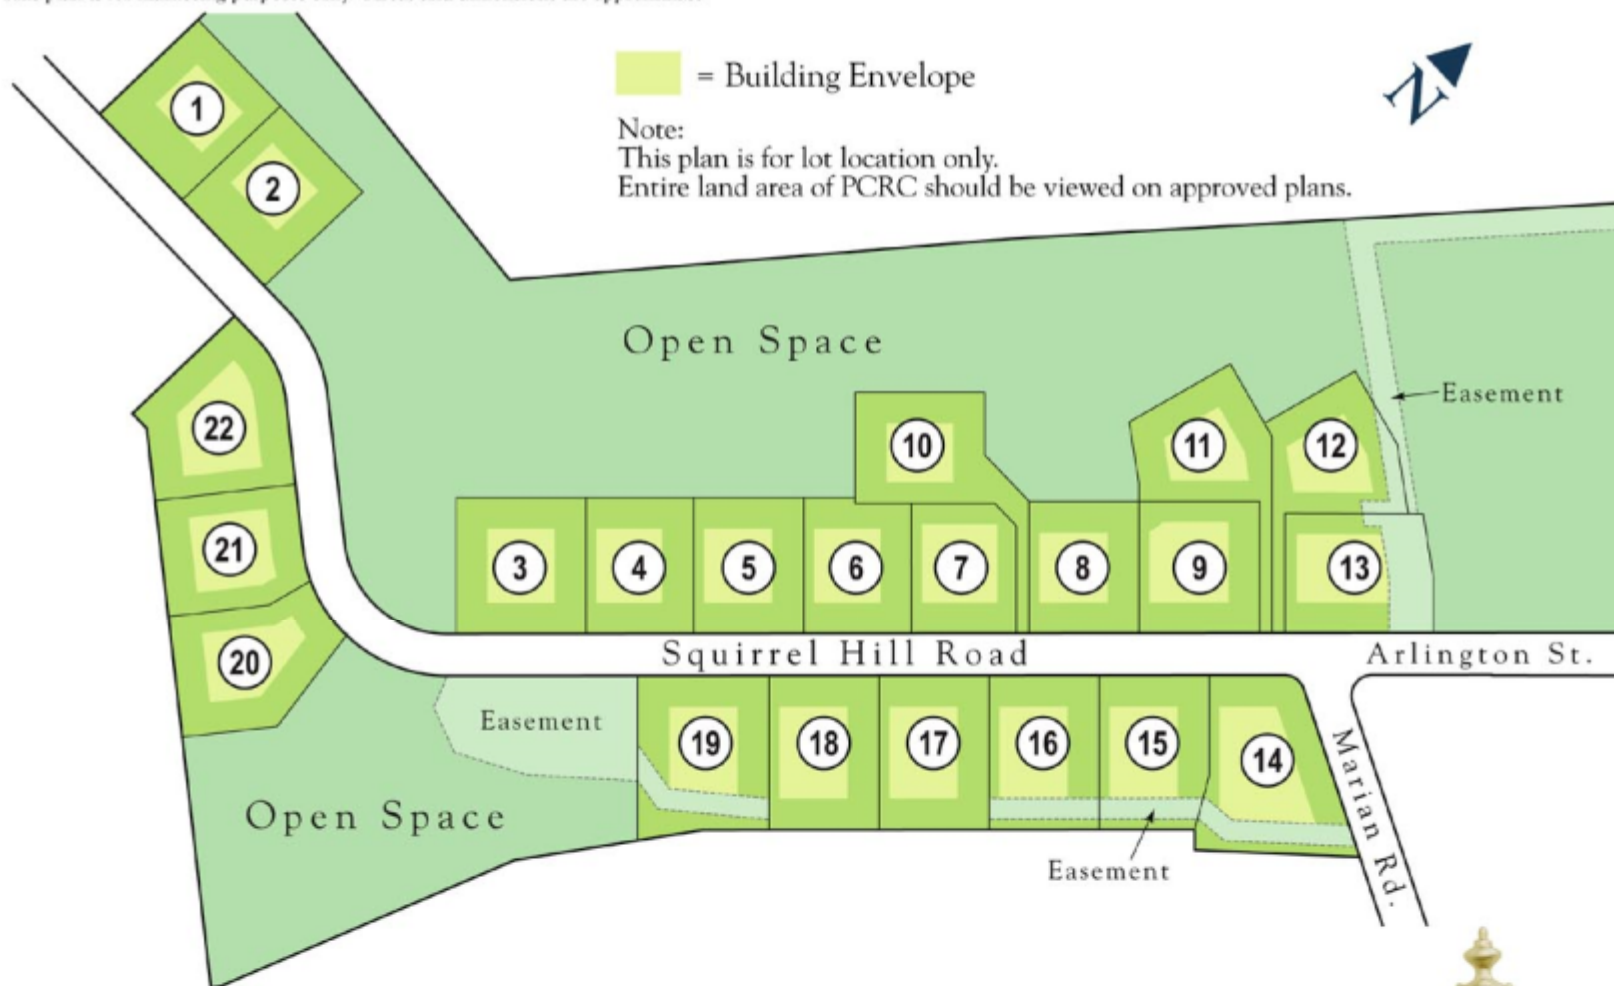 = Building Envelope
N
Note:
This plan is for lot location only.
Entire land area of PCRC should be viewed on approved plans.
1
2
Open Space
Easement
22
10
11
12
21
3
4
5
6
7
8
9
13
20
Squirrel Hill Road
Arlington St.
Easement
19
18
17
16
15
14
Marian Rd.
Open Space
Easement